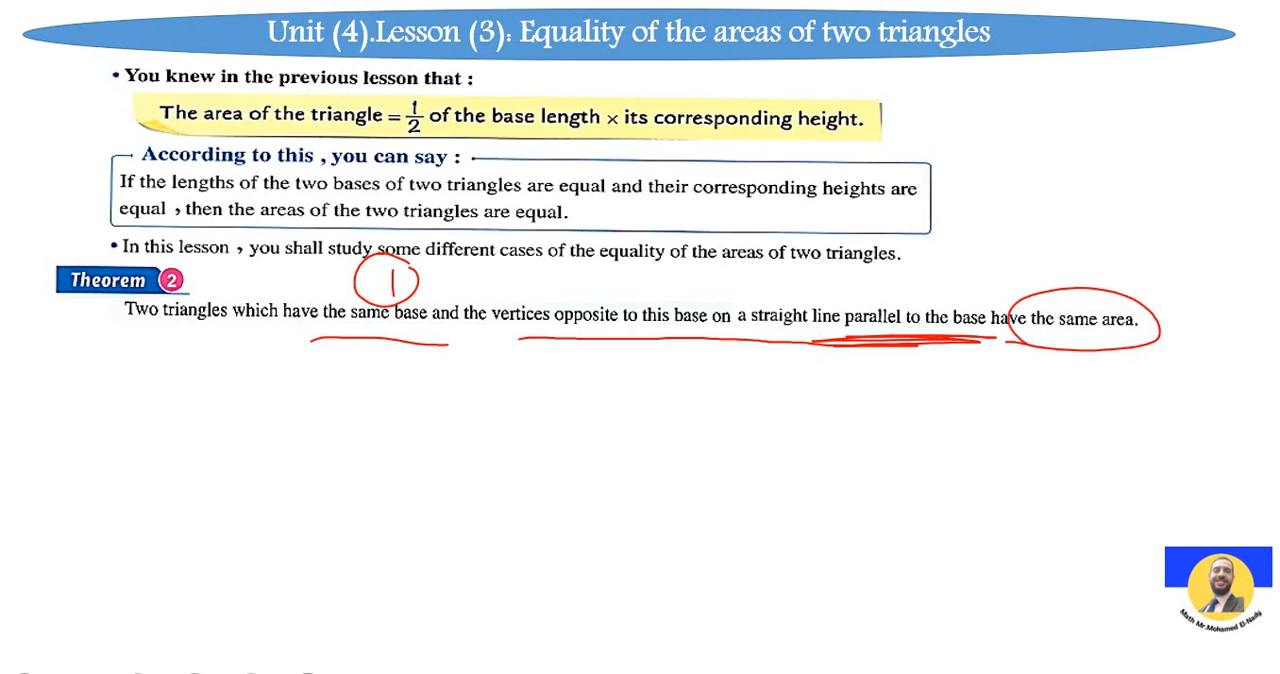 Unit (4).Lesson (3): Equality of the areas of two triangles
• You knew in the previous lesson that :
The area of the triangle = 1/2 of the base length × its corresponding height.
According to this , you can say :
If the lengths of the two bases of two triangles are equal and their corresponding heights are
equal , then the areas of the two triangles are equal.
• In this lesson , you shall study some different cases of the equality of the areas of two triangles.
Theorem 2
1
Two triangles which have the same base and the vertices opposite to this base on a straight line parallel to the base have the same area.
Math Mr.Mohamed El-Nady